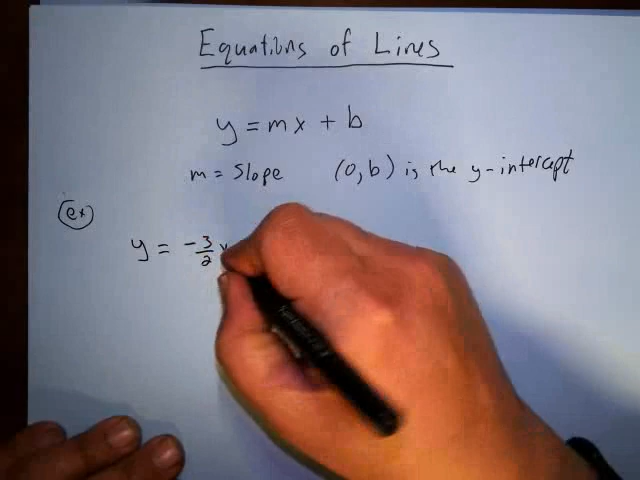 Equations of Lines
y = mx + b
m = slope (0,b) is the y-intercept
ex
y = -3/2 x